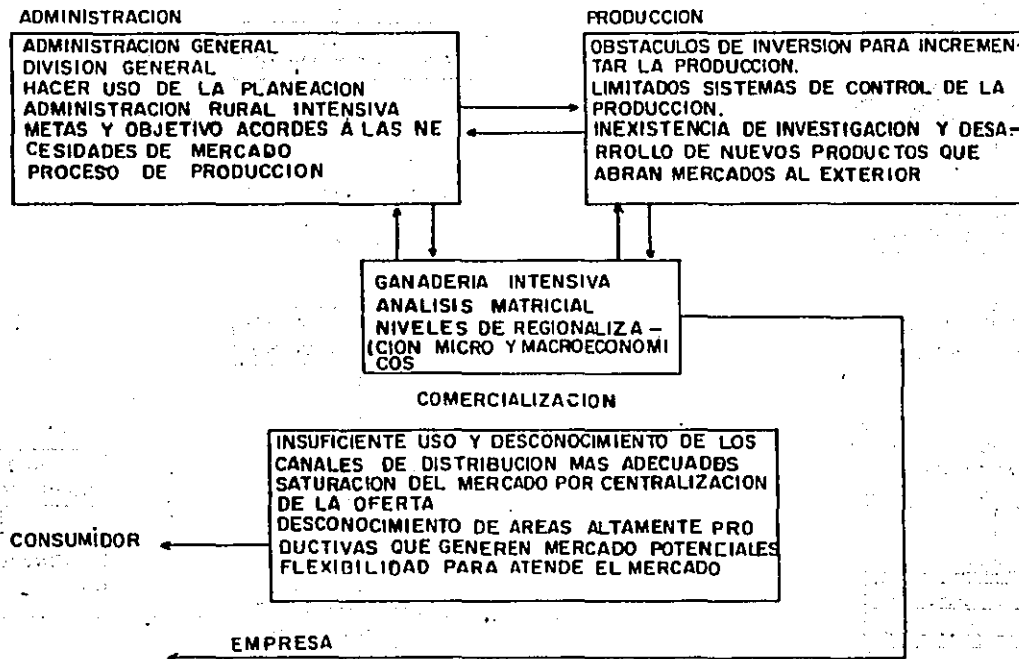 ADMINISTRACION
ADMINISTRACION GENERAL
DIVISION GENERAL
HACER USO DE LA PLANEACION
ADMINISTRACION RURAL INTENSIVA
METAS Y OBJETIVO ACORDES Á LAS NE
CESIDADES DE MERCADO
PROCESO DE PRODUCCION
PRODUCCION
OBSTACULOS DE INVERSION PARA INCREMEN-
TAR LA PRODUCCION.
LIMITADOS SISTEMAS DE CONTROL DE LA
PRODUCCION.
INEXISTENCIA DE INVESTIGACION Y DESA-
RROLLO DE NUEVOS PRODUCTOS QUE
ABRAN MERCADOS AL EXTERIOR
GANADERIA INTENSIVA
ANALISIS MATRICIAL
NIVELES DE REGIONALIZA -
(CION MICRO Y MACROECONOMI
COS
COMERCIALIZACION
INSUFICIENTE USO Y DESCONOCIMIENTO DE LOS
CANALES DE DISTRIBUCION MAS ADECUADOS
SATURACION DEL MERCADO POR CENTRALIZACION
DE LA OFERTA
DESCONOCIMIENTO DE AREAS ALTAMENTE PRO
DUCTIVAS QUE GENEREN MERCADO POTENCIALES
FLEXIBILIDAD PARA ATENDE EL MERCADO
CONSUMIDOR
EMPRESA